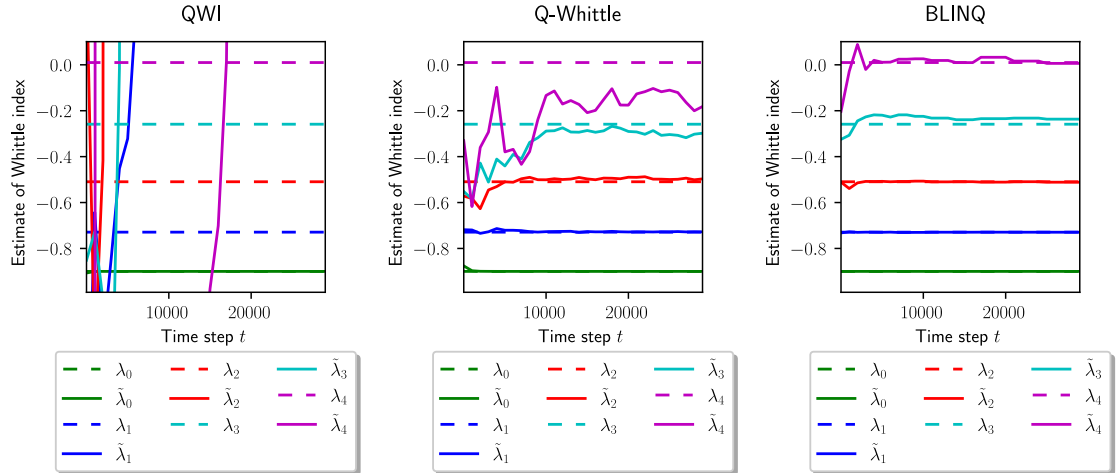 QWI
Estimate of Whittle index
0.0
−0.2
−0.4
−0.6
−0.8
10000 20000
Time step t
λ₀ λ₂ λ̃₃
λ̃₀ λ̃₂ λ₄
λ₁ λ₃ λ̃₄
λ̃₁
Q-Whittle
Estimate of Whittle index
0.0
−0.2
−0.4
−0.6
−0.8
10000 20000
Time step t
λ₀ λ₂ λ̃₃
λ̃₀ λ̃₂ λ₄
λ₁ λ₃ λ̃₄
λ̃₁
BLINQ
Estimate of Whittle index
0.0
−0.2
−0.4
−0.6
−0.8
10000 20000
Time step t
λ₀ λ₂ λ̃₃
λ̃₀ λ̃₂ λ₄
λ₁ λ₃ λ̃₄
λ̃₁